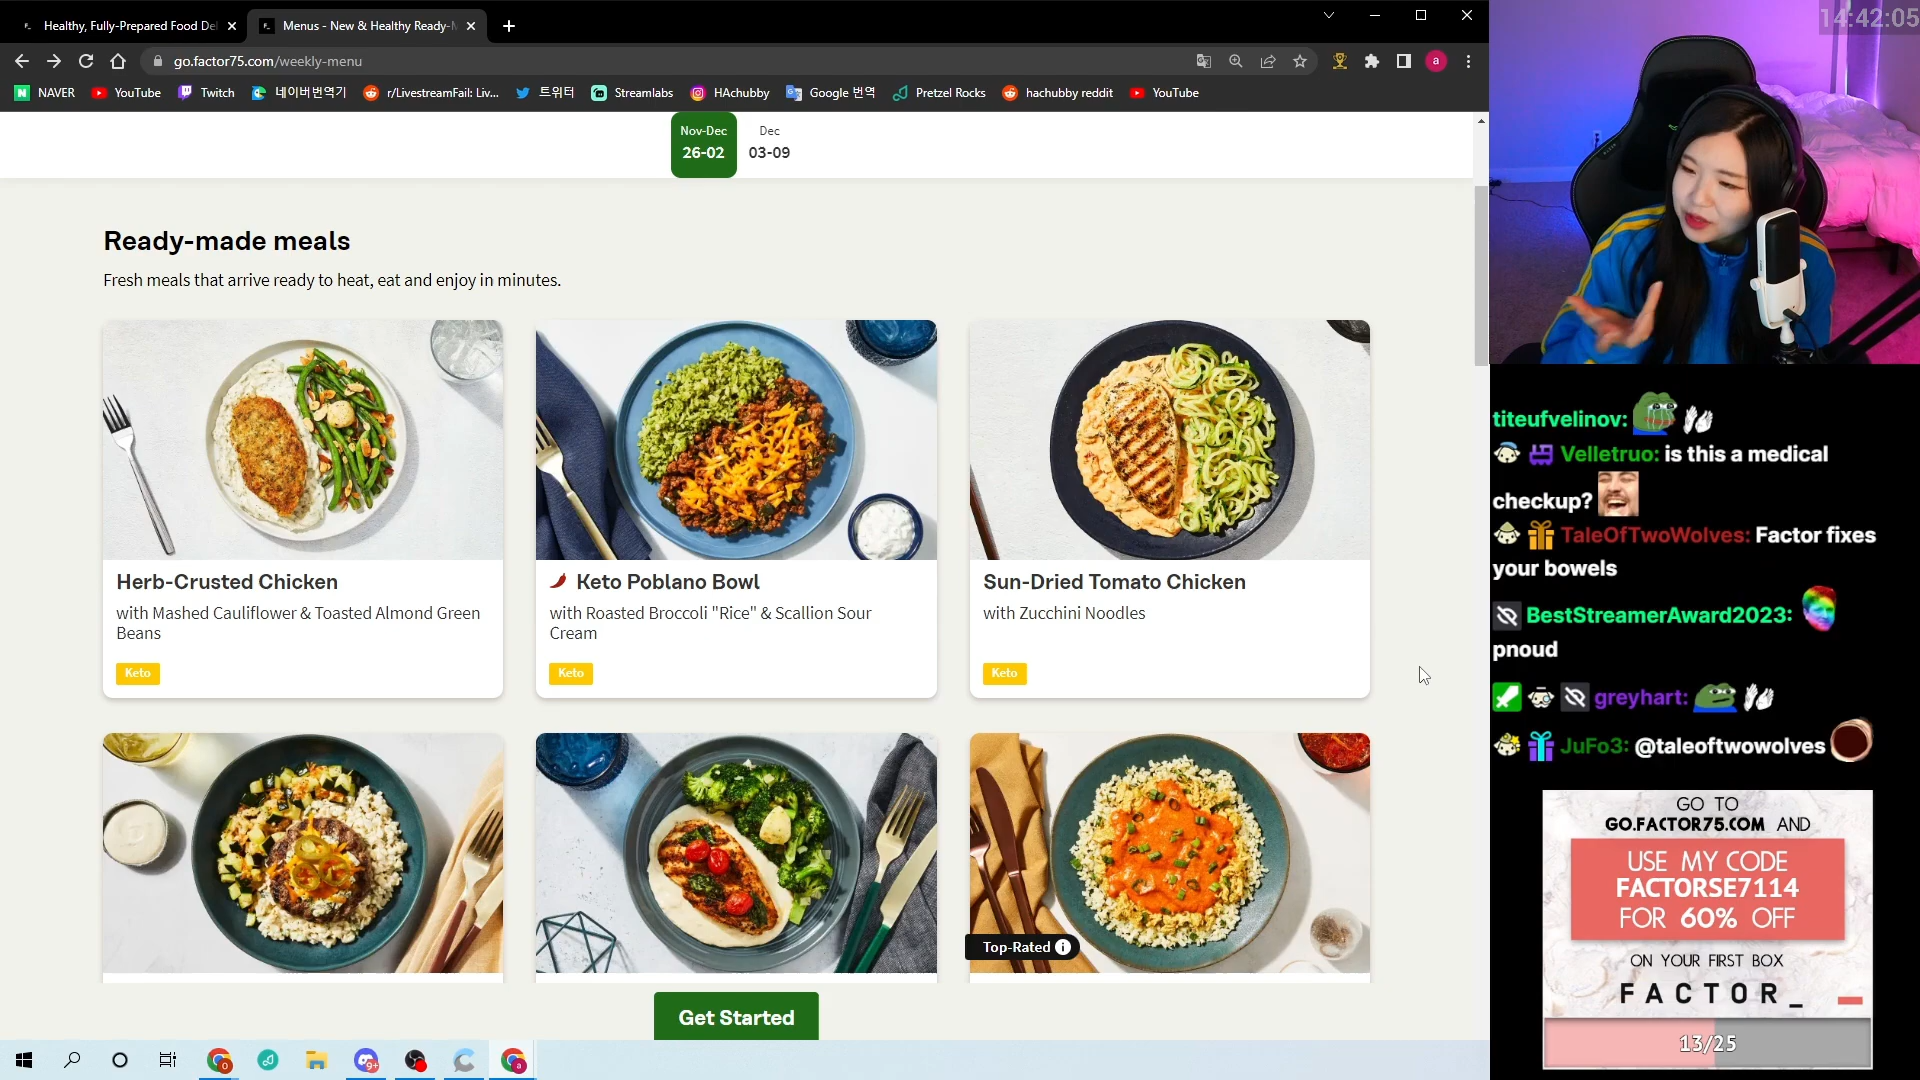 Healthy, Fully-Prepared Food De
Menus - New & Healthy Ready-M
go.factor75.com/weekly-menu
a
NAVER
YouTube
Twitch
네이버번역기
r/LivestreamFail: Liv...
트위터
Streamlabs
HAchubby
Google 번역
Pretzel Rocks
hachubby reddit
YouTube
Nov-Dec
26-02
Dec
03-09
Ready-made meals
Fresh meals that arrive ready to heat, eat and enjoy in minutes.
Herb-Crusted Chicken
with Mashed Cauliflower & Toasted Almond Green
Beans
Keto
Keto Poblano Bowl
with Roasted Broccoli "Rice" & Scallion Sour
Cream
Keto
Sun-Dried Tomato Chicken
with Zucchini Noodles
Keto
Top-Rated
Get Started
9+
14:42:05
titeufvelinov:
Velletruo: is this a medical
checkup?
TaleOfTwoWolves: Factor fixes
your bowels
BestStreamerAward2023:
pnoud
greyhart:
JuFo3: @taleoftwowolves
GO TO
GO.FACTOR75.COM AND
USE MY CODE
FACTORSE7114
FOR 60% OFF
ON YOUR FIRST BOX
FACTOR_
13/25